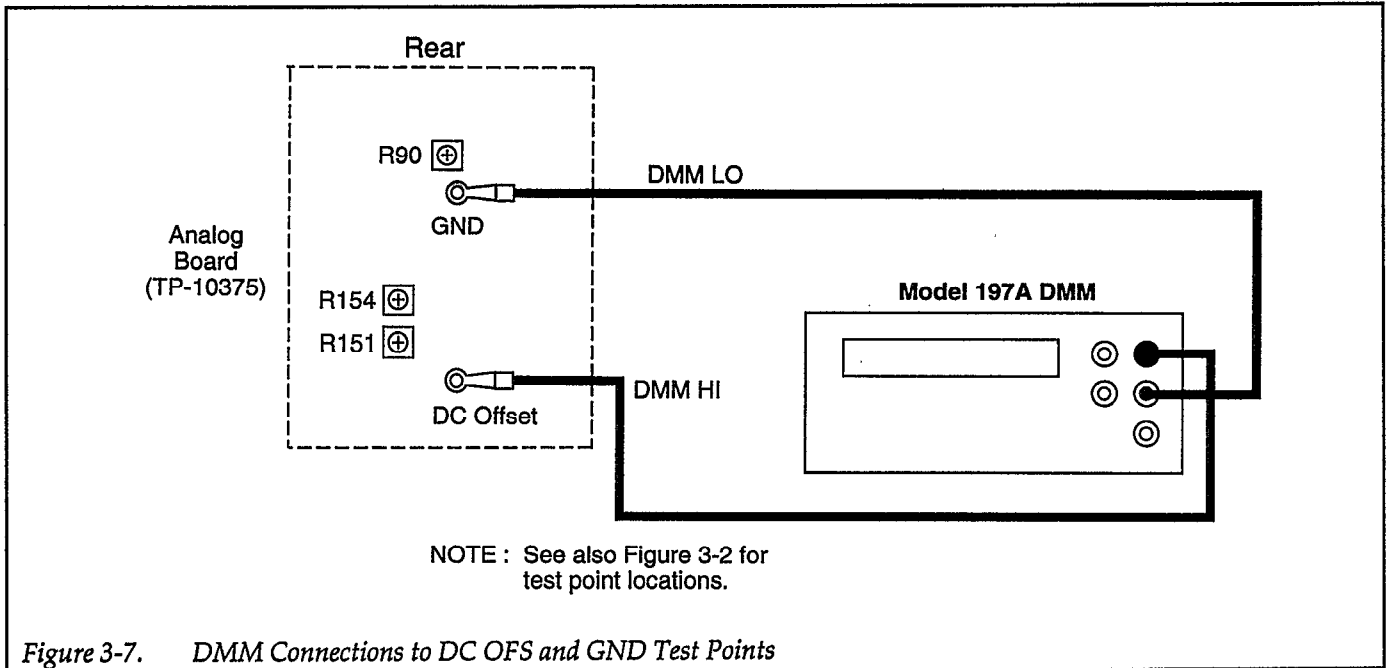 Rear
R90
DMM LO
GND
Analog
Board
(TP-10375)
R154
Model 197A DMM
R151
DMM HI
DC Offset
NOTE : See also Figure 3-2 for
test point locations.
Figure 3-7. DMM Connections to DC OFS and GND Test Points